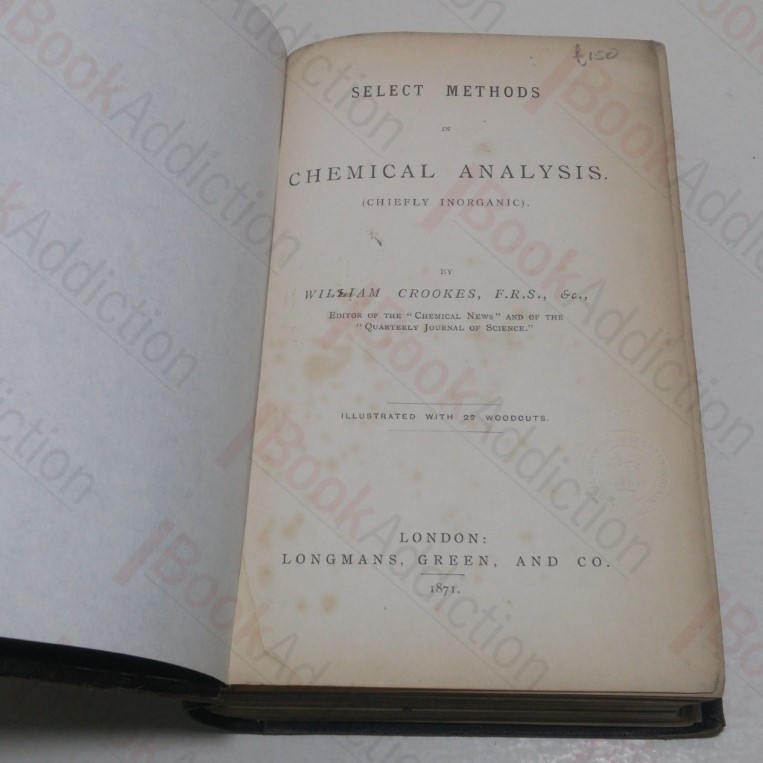 £150
SELECT METHODS
IN
CHEMICAL ANALYSIS.
(CHIEFLY INORGANIC).
BY
WILLIAM CROOKES, F.R.S., &c.,
EDITOR OF THE "CHEMICAL NEWS" AND OF THE
"QUARTERLY JOURNAL OF SCIENCE."
ILLUSTRATED WITH 22 WOODCUTS.
LONDON:
LONGMANS, GREEN, AND CO.
1871.
iBookAddiction